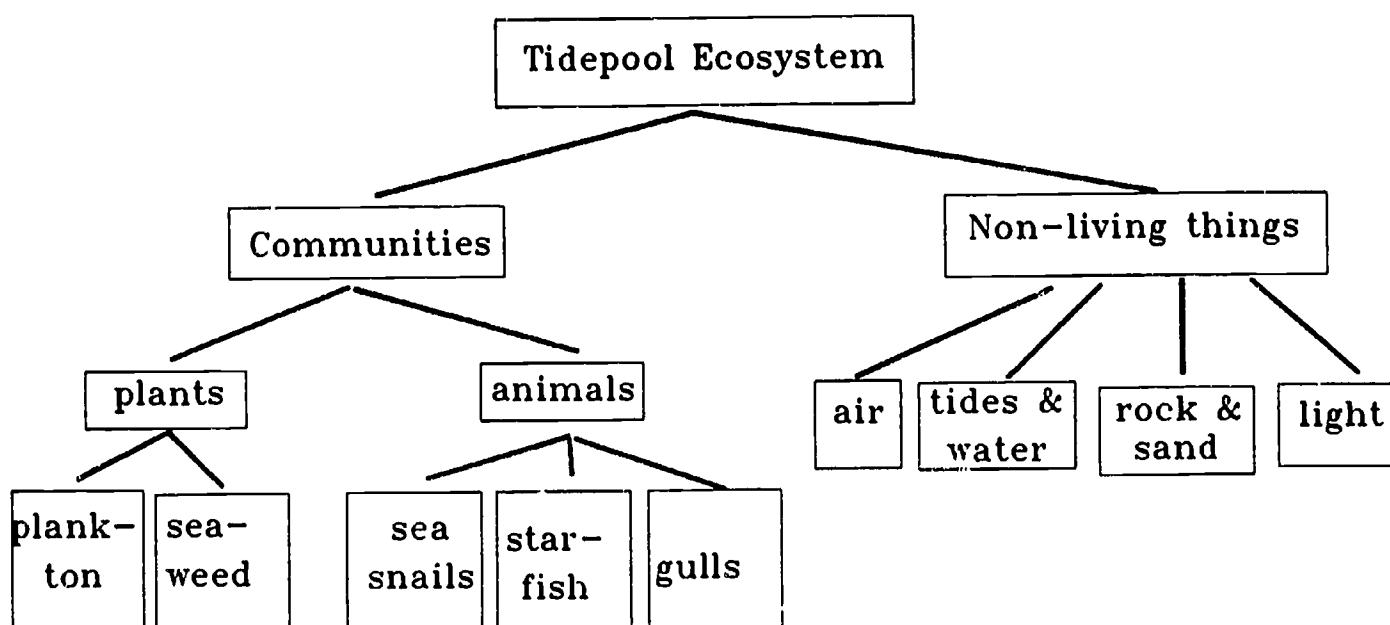 Tidepool Ecosystem
Communities
Non-living things
plants
animals
air
tides &
water
rock &
sand
light
plank-
ton
sea-
weed
sea
snails
star-
fish
gulls